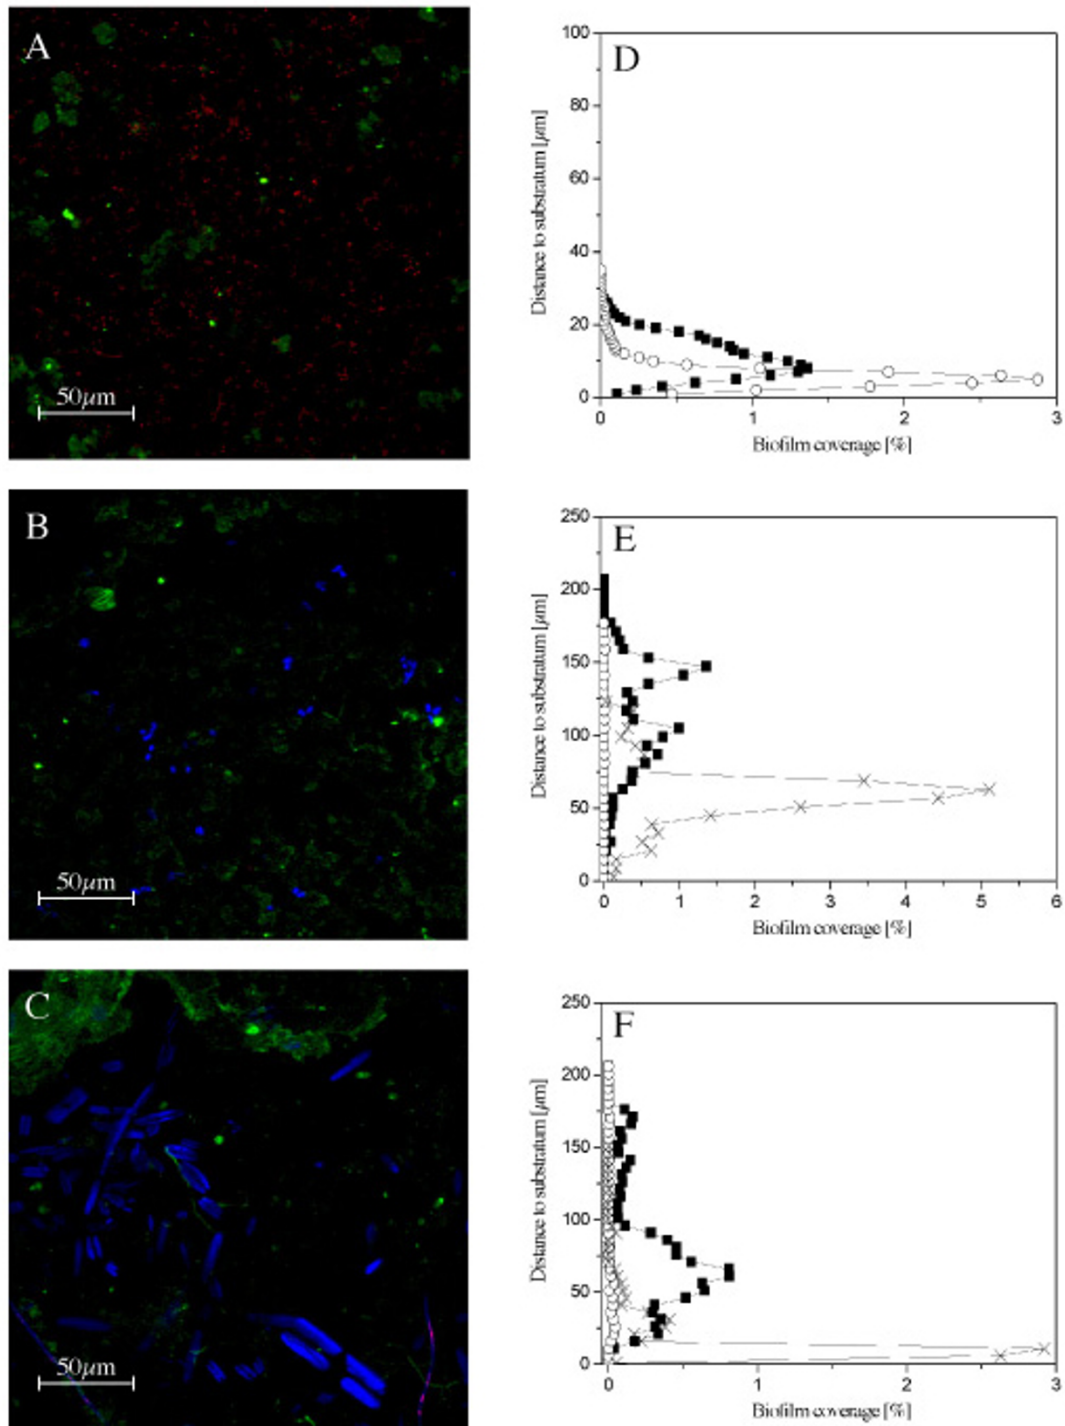 A
50µm
D
100
80
60
40
20
0
Distance to substratum [µm]
0 1 2 3
Biofilm coverage [%]
B
50µm
E
250
200
150
100
50
0
Distance to substratum [µm]
0 1 2 3 4 5 6
Biofilm coverage [%]
C
50µm
F
250
200
150
100
50
0
Distance to substratum [µm]
0 1 2 3
Biofilm coverage [%]